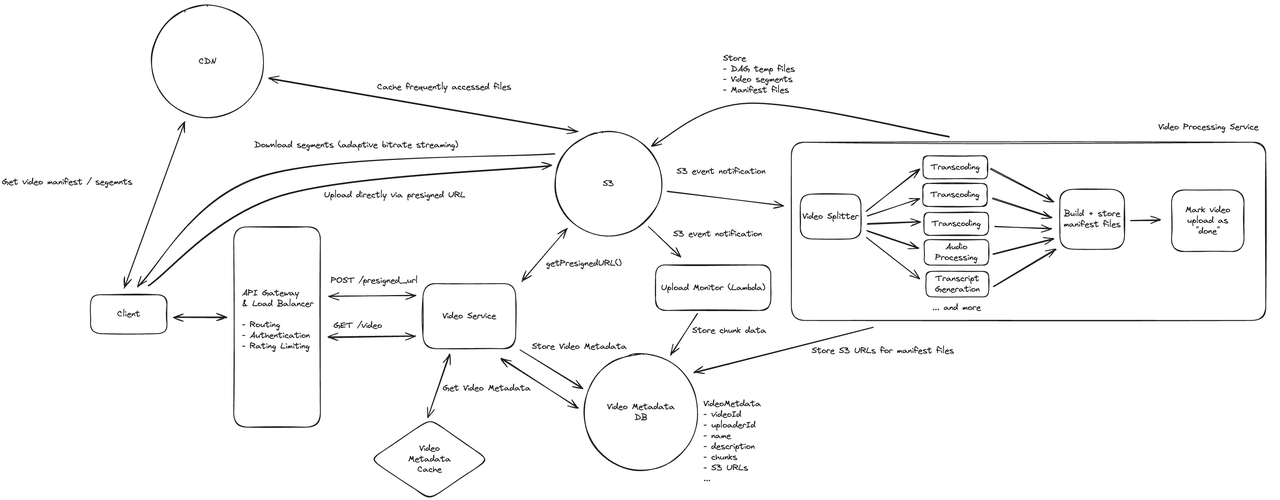 CDN
Cache frequently accessed files
Store
- DAG temp files
- Video segments
- Manifest files
Video Processing Service
Download segments (adaptive bitrate streaming)
Get video manifest / segemnts
Upload directly via presigned URL
S3
S3 event notification
Video Splitter
Transcoding
Transcoding
Transcoding
Audio
Processing
Transcript
Generation
... and more
Build + store
manifest files
Mark video
upload as
"done"
S3 event notification
getPresignedURL()
Client
API Gateway
& Load Balancer
- Routing
- Authentication
- Rating Limiting
POST /presigned_url
GET /video
Video Service
Upload Monitor (Lambda)
Store chunk data
Store Video Metadata
Store S3 URLs for manifest files
Get Video Metadata
Video Metadata
DB
VideoMetdata
- videoId
- uploaderId
- name
- description
- chunks
- S3 URLs
...
Video
Metadata
Cache